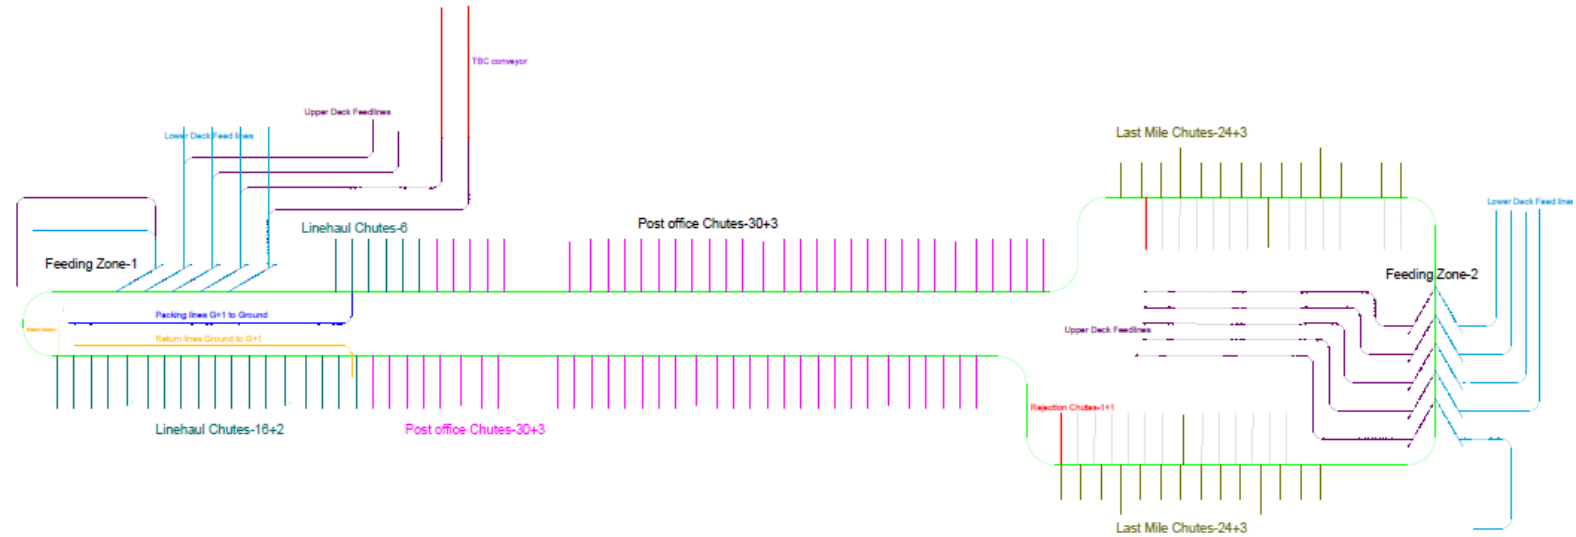 TBC conveyor
Upper Deck Feedlines
Lower Deck Feed lines
Last Mile Chutes-24+3
Lower Deck Feed lines
Linehaul Chutes-6
Post office Chutes-30+3
Feeding Zone-1
Feeding Zone-2
Packing lines G+1 to Ground
Upper Deck Feedlines
Return lines Ground to G+1
Rejection Chutes-1+1
Linehaul Chutes-16+2
Post office Chutes-30+3
Last Mile Chutes-24+3